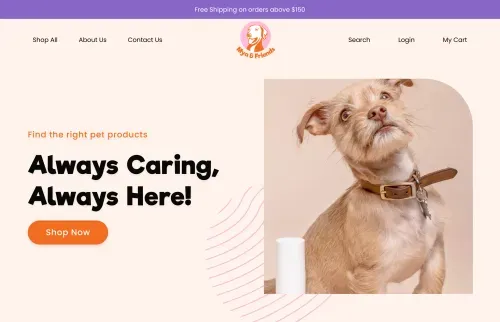 Free Shipping on orders above $150
Shop All
About Us
Contact Us
Myo & Friends
Search
Login
My Cart
Find the right pet products
Always Caring,
Always Here!
Shop Now